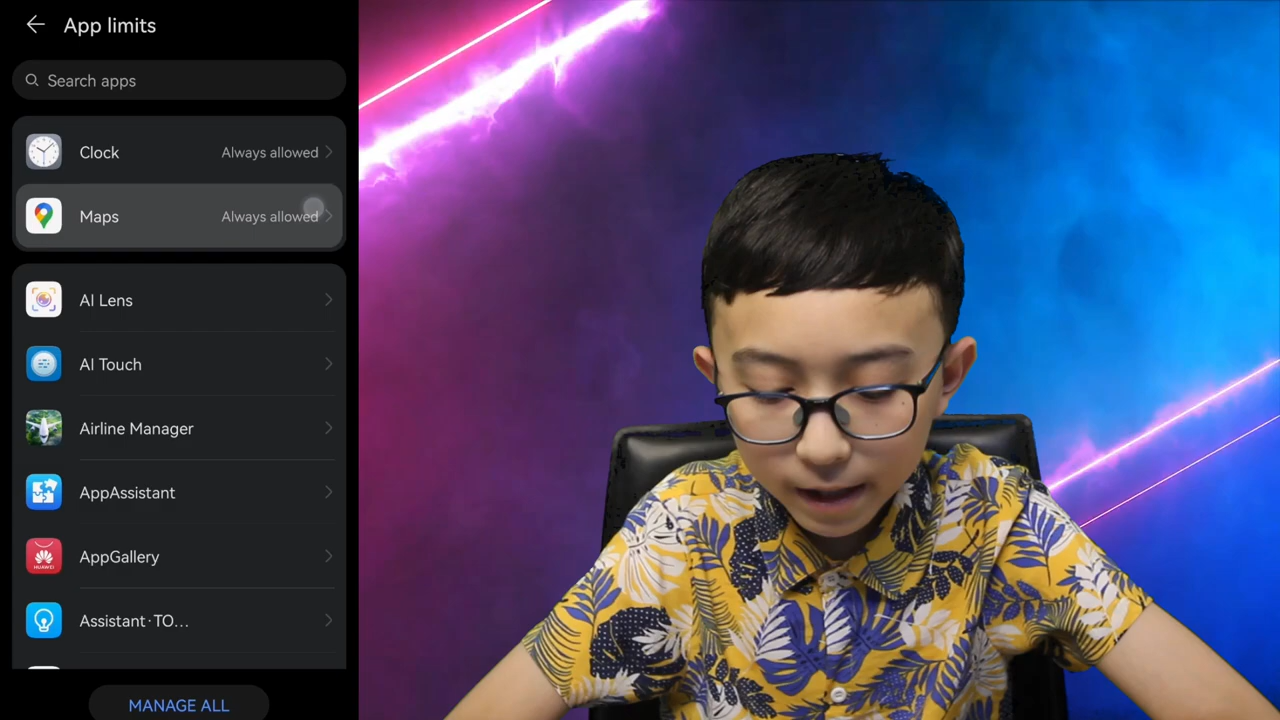 App limits
Search apps
Clock Always allowed
Maps Always allowed
AI Lens
AI Touch
Airline Manager
AppAssistant
AppGallery
HUAWEI
Assistant·TO...
MANAGE ALL